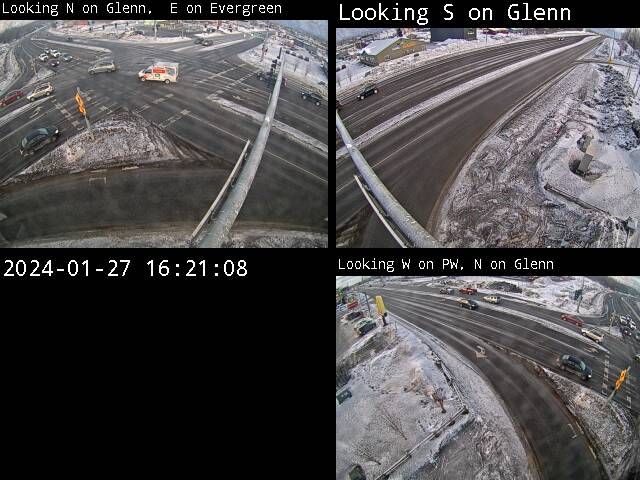 Looking N on Glenn,  E on Evergreen
Looking S on Glenn
2024-01-27 16:21:08
Looking W on PW, N on Glenn